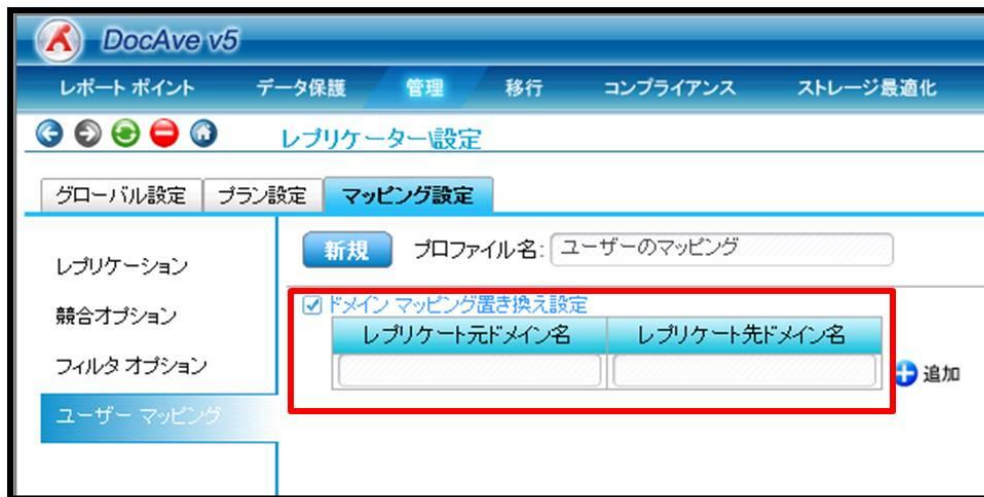 DocAve v5
レポート ポイント データ保護 管理 移行 コンプライアンス ストレージ最適化
レプリケーター\設定
グローバル設定 プラン設定 マッピング設定
レプリケーション
競合オプション
フィルタ オプション
ユーザー マッピング
新規 プロファイル名: ユーザーのマッピング
ドメイン マッピング置き換え設定
レプリケート元ドメイン名 レプリケート先ドメイン名
追加